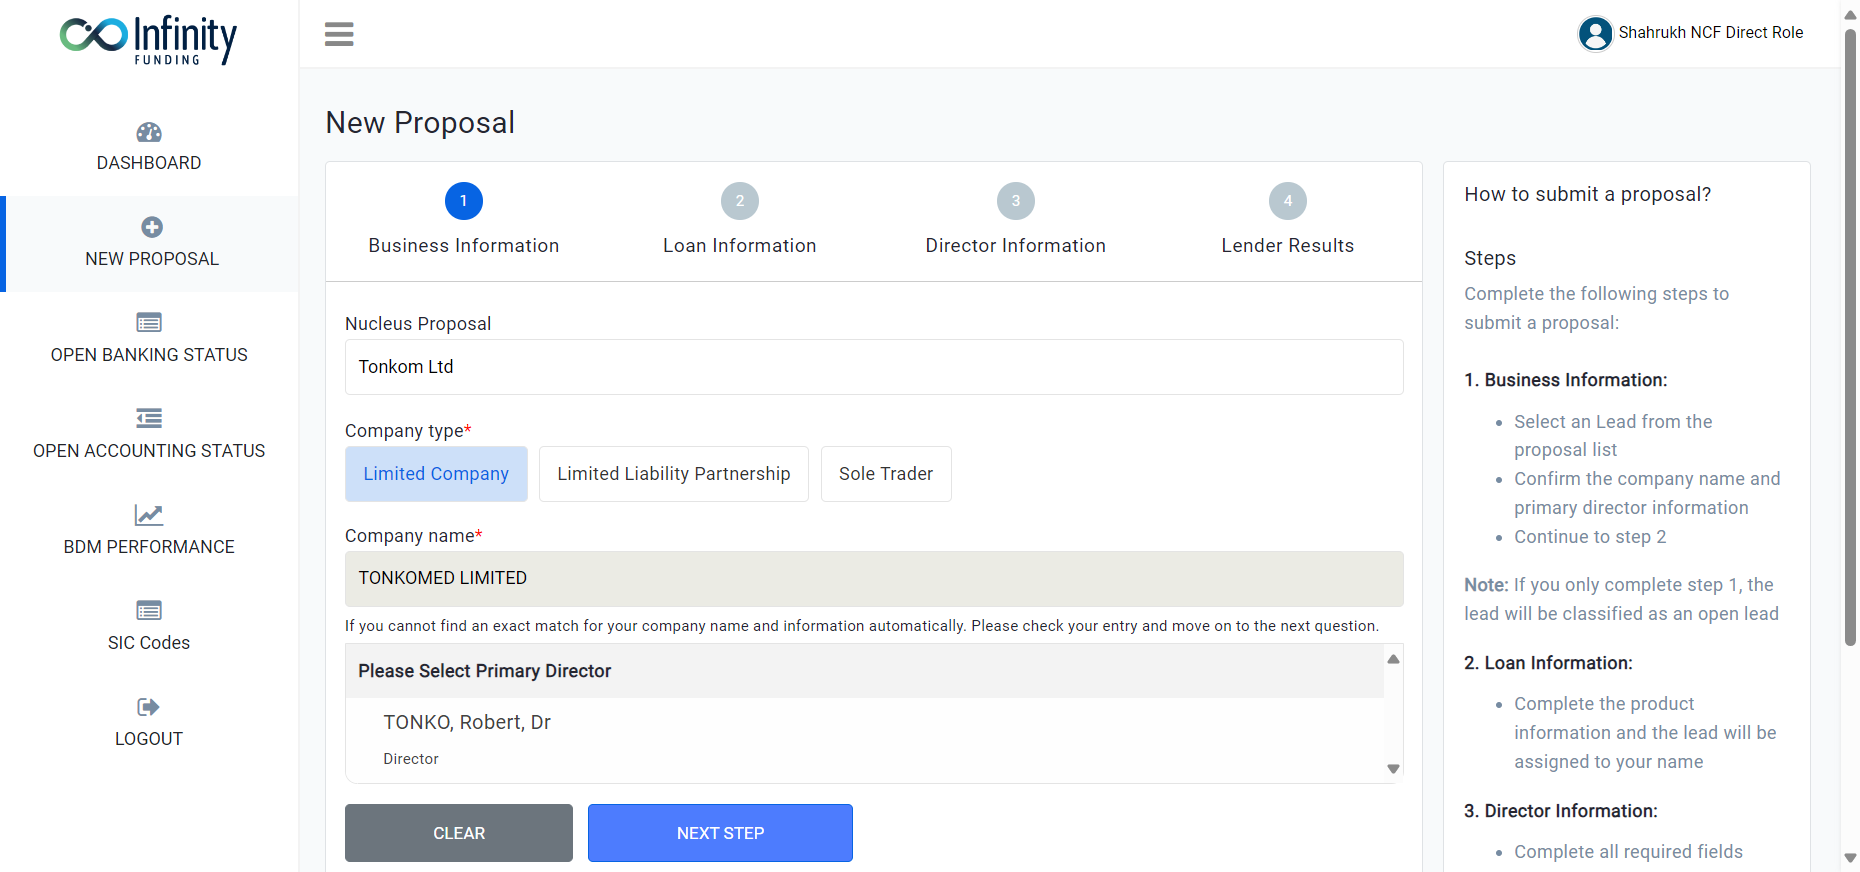 Infinity
FUNDING
Shahrukh NCF Direct Role
DASHBOARD
NEW PROPOSAL
OPEN BANKING STATUS
OPEN ACCOUNTING STATUS
BDM PERFORMANCE
SIC Codes
LOGOUT
New Proposal
1
Business Information
2
Loan Information
3
Director Information
4
Lender Results
Nucleus Proposal
Tonkom Ltd
Company type*
Limited Company
Limited Liability Partnership
Sole Trader
Company name*
TONKOMED LIMITED
If you cannot find an exact match for your company name and information automatically. Please check your entry and move on to the next question.
Please Select Primary Director
TONKO, Robert, Dr
Director
CLEAR
NEXT STEP
How to submit a proposal?
Steps
Complete the following steps to
submit a proposal:
1. Business Information:
• Select an Lead from the
proposal list
• Confirm the company name and
primary director information
• Continue to step 2
Note: If you only complete step 1, the
lead will be classified as an open lead
2. Loan Information:
• Complete the product
information and the lead will be
assigned to your name
3. Director Information:
• Complete all required fields